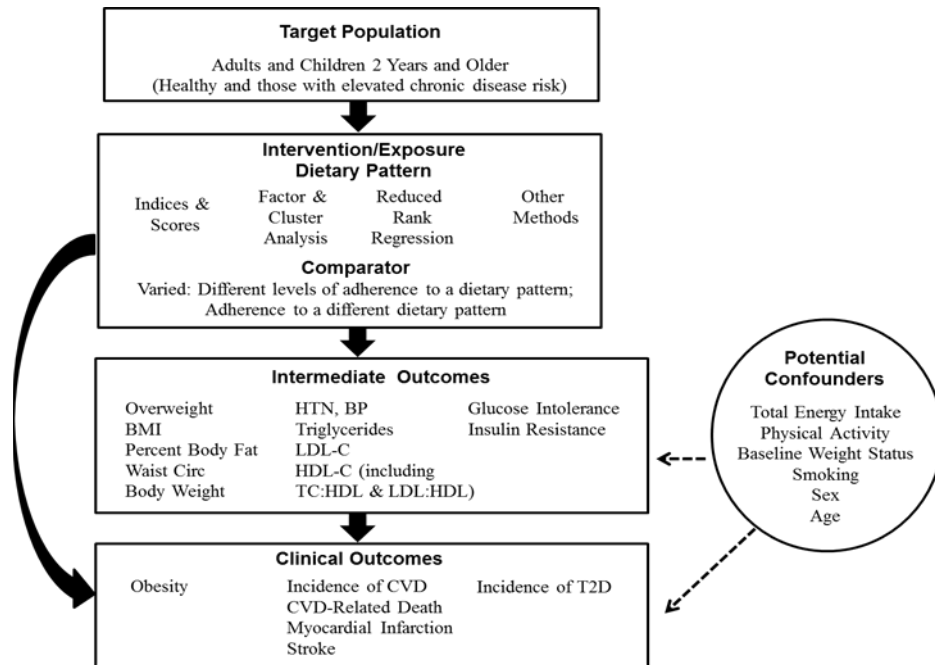 Target Population
Adults and Children 2 Years and Older
(Healthy and those with elevated chronic disease risk)
Intervention/Exposure
Dietary Pattern
Indices &
Scores
Factor &
Cluster
Analysis
Reduced
Rank
Regression
Other
Methods
Comparator
Varied: Different levels of adherence to a dietary pattern;
Adherence to a different dietary pattern
Intermediate Outcomes
Overweight
BMI
Percent Body Fat
Waist Circ
Body Weight
HTN, BP
Triglycerides
LDL-C
HDL-C (including
TC:HDL & LDL:HDL)
Glucose Intolerance
Insulin Resistance
Potential
Confounders
Total Energy Intake
Physical Activity
Baseline Weight Status
Smoking
Sex
Age
Clinical Outcomes
Obesity
Incidence of CVD
CVD-Related Death
Myocardial Infarction
Stroke
Incidence of T2D